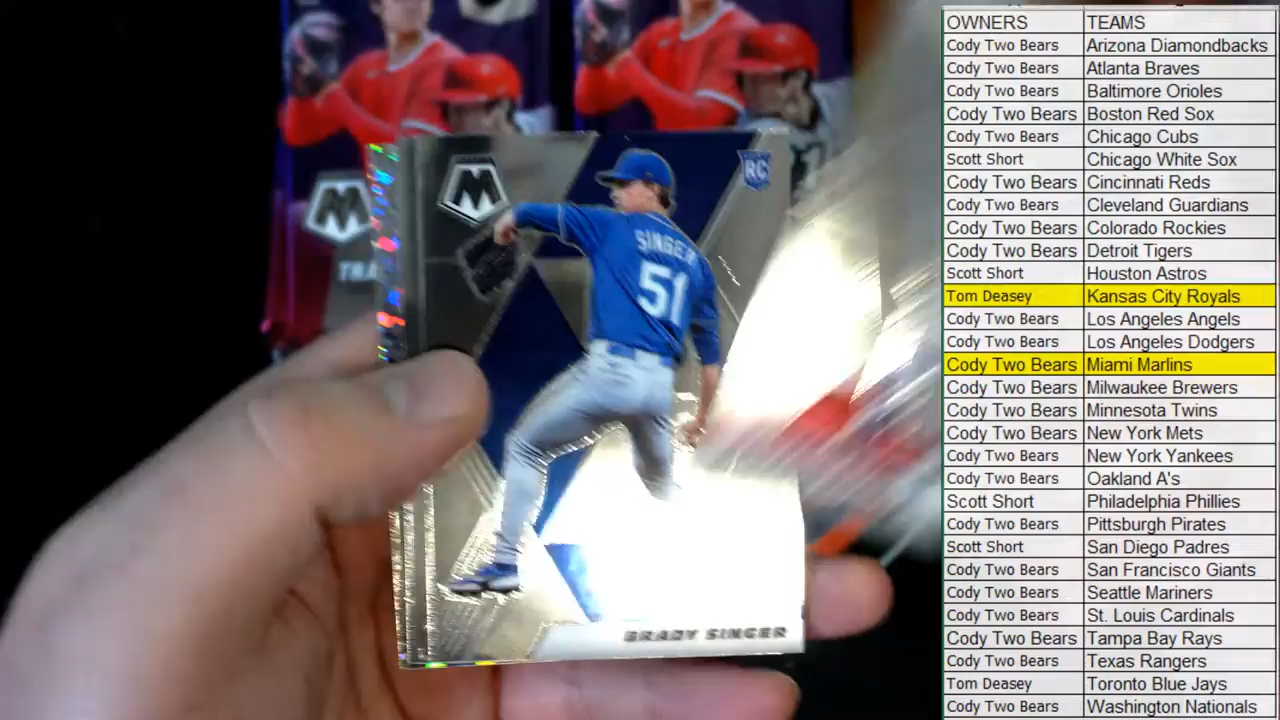 M
TRA
M
RC
SINGER
51
BRADY SINGER
OWNERS TEAMS
Cody Two Bears Arizona Diamondbacks
Cody Two Bears Atlanta Braves
Cody Two Bears Baltimore Orioles
Cody Two Bears Boston Red Sox
Cody Two Bears Chicago Cubs
Scott Short Chicago White Sox
Cody Two Bears Cincinnati Reds
Cody Two Bears Cleveland Guardians
Cody Two Bears Colorado Rockies
Cody Two Bears Detroit Tigers
Scott Short Houston Astros
Tom Deasey Kansas City Royals
Cody Two Bears Los Angeles Angels
Cody Two Bears Los Angeles Dodgers
Cody Two Bears Miami Marlins
Cody Two Bears Milwaukee Brewers
Cody Two Bears Minnesota Twins
Cody Two Bears New York Mets
Cody Two Bears New York Yankees
Cody Two Bears Oakland A's
Scott Short Philadelphia Phillies
Cody Two Bears Pittsburgh Pirates
Scott Short San Diego Padres
Cody Two Bears San Francisco Giants
Cody Two Bears Seattle Mariners
Cody Two Bears St. Louis Cardinals
Cody Two Bears Tampa Bay Rays
Cody Two Bears Texas Rangers
Tom Deasey Toronto Blue Jays
Cody Two Bears Washington Nationals